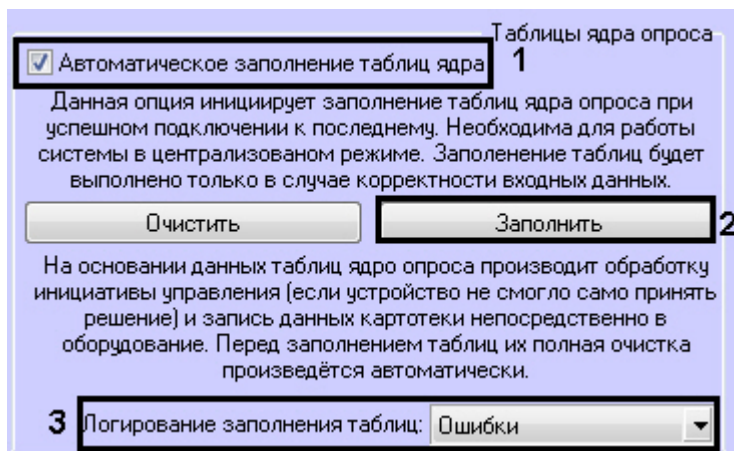 Таблицы ядра опроса
Автоматическое заполнение таблиц ядра 1
Данная опция инициирует заполнение таблиц ядра опроса при
успешном подключении к последнему. Необходима для работы
системы в централизованом режиме. Заполенение таблиц будет
выполнено только в случае корректности входных данных.
Очистить Заполнить 2
На основании данных таблиц ядро опроса производит обработку
инициативы управления (если устройство не смогло само принять
решение) и запись данных картотеки непосредственно в
оборудование. Перед заполнением таблиц их полная очистка
произведётся автоматически.
3 Логирование заполнения таблиц: Ошибки